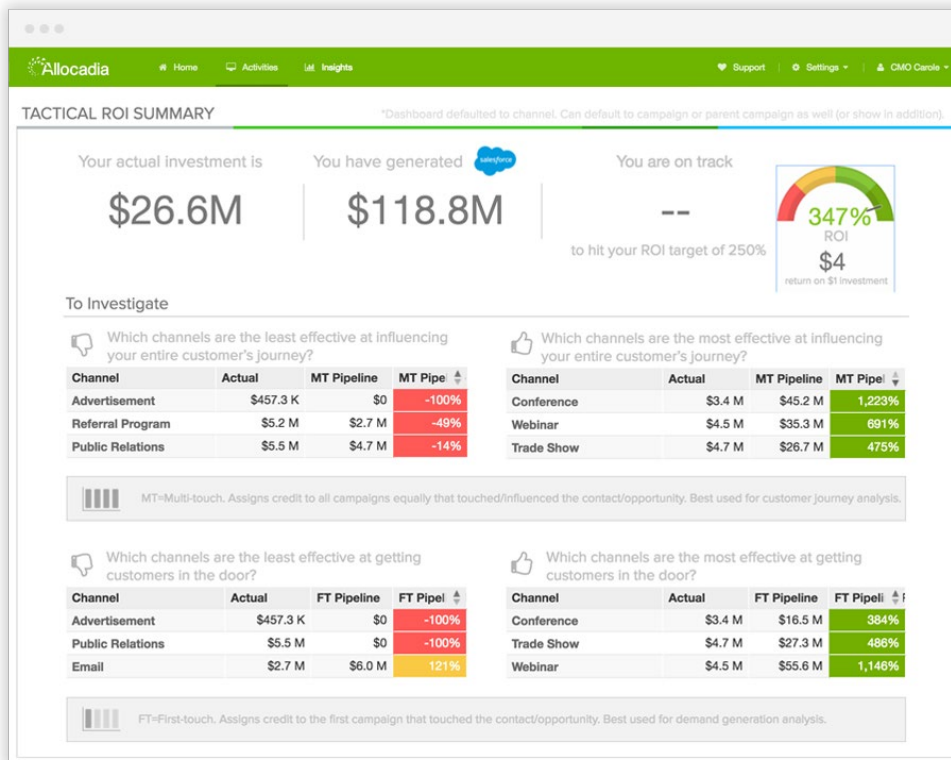 Allocadia Home Activities Insights Support Settings CMO Carole
TACTICAL ROI SUMMARY *Dashboard defaulted to channel. Can default to campaign or parent campaign as well (or show in addition).
Your actual investment is
$26.6M
You have generated salesforce
$118.8M
You are on track
--
to hit your ROI target of 250%
347%
ROI
$4
return on $1 investment
To Investigate
Which channels are the least effective at influencing
your entire customer's journey?
Channel Actual MT Pipeline MT Pipel
Advertisement $457.3 K $0 -100%
Referral Program $5.2 M $2.7 M -49%
Public Relations $5.5 M $4.7 M -14%
Which channels are the most effective at influencing
your entire customer's journey?
Channel Actual MT Pipeline MT Pipel
Conference $3.4 M $45.2 M 1,223%
Webinar $4.5 M $35.3 M 691%
Trade Show $4.7 M $26.7 M 475%
MT=Multi-touch. Assigns credit to all campaigns equally that touched/influenced the contact/opportunity. Best used for customer journey analysis.
Which channels are the least effective at getting
customers in the door?
Channel Actual FT Pipeline FT Pipel
Advertisement $457.3 K $0 -100%
Public Relations $5.5 M $0 -100%
Email $2.7 M $6.0 M 121%
Which channels are the most effective at getting
customers in the door?
Channel Actual FT Pipeline FT Pipeli
Conference $3.4 M $16.5 M 384%
Trade Show $4.7 M $27.3 M 486%
Webinar $4.5 M $55.6 M 1,146%
FT=First-touch. Assigns credit to the first campaign that touched the contact/opportunity. Best used for demand generation analysis.